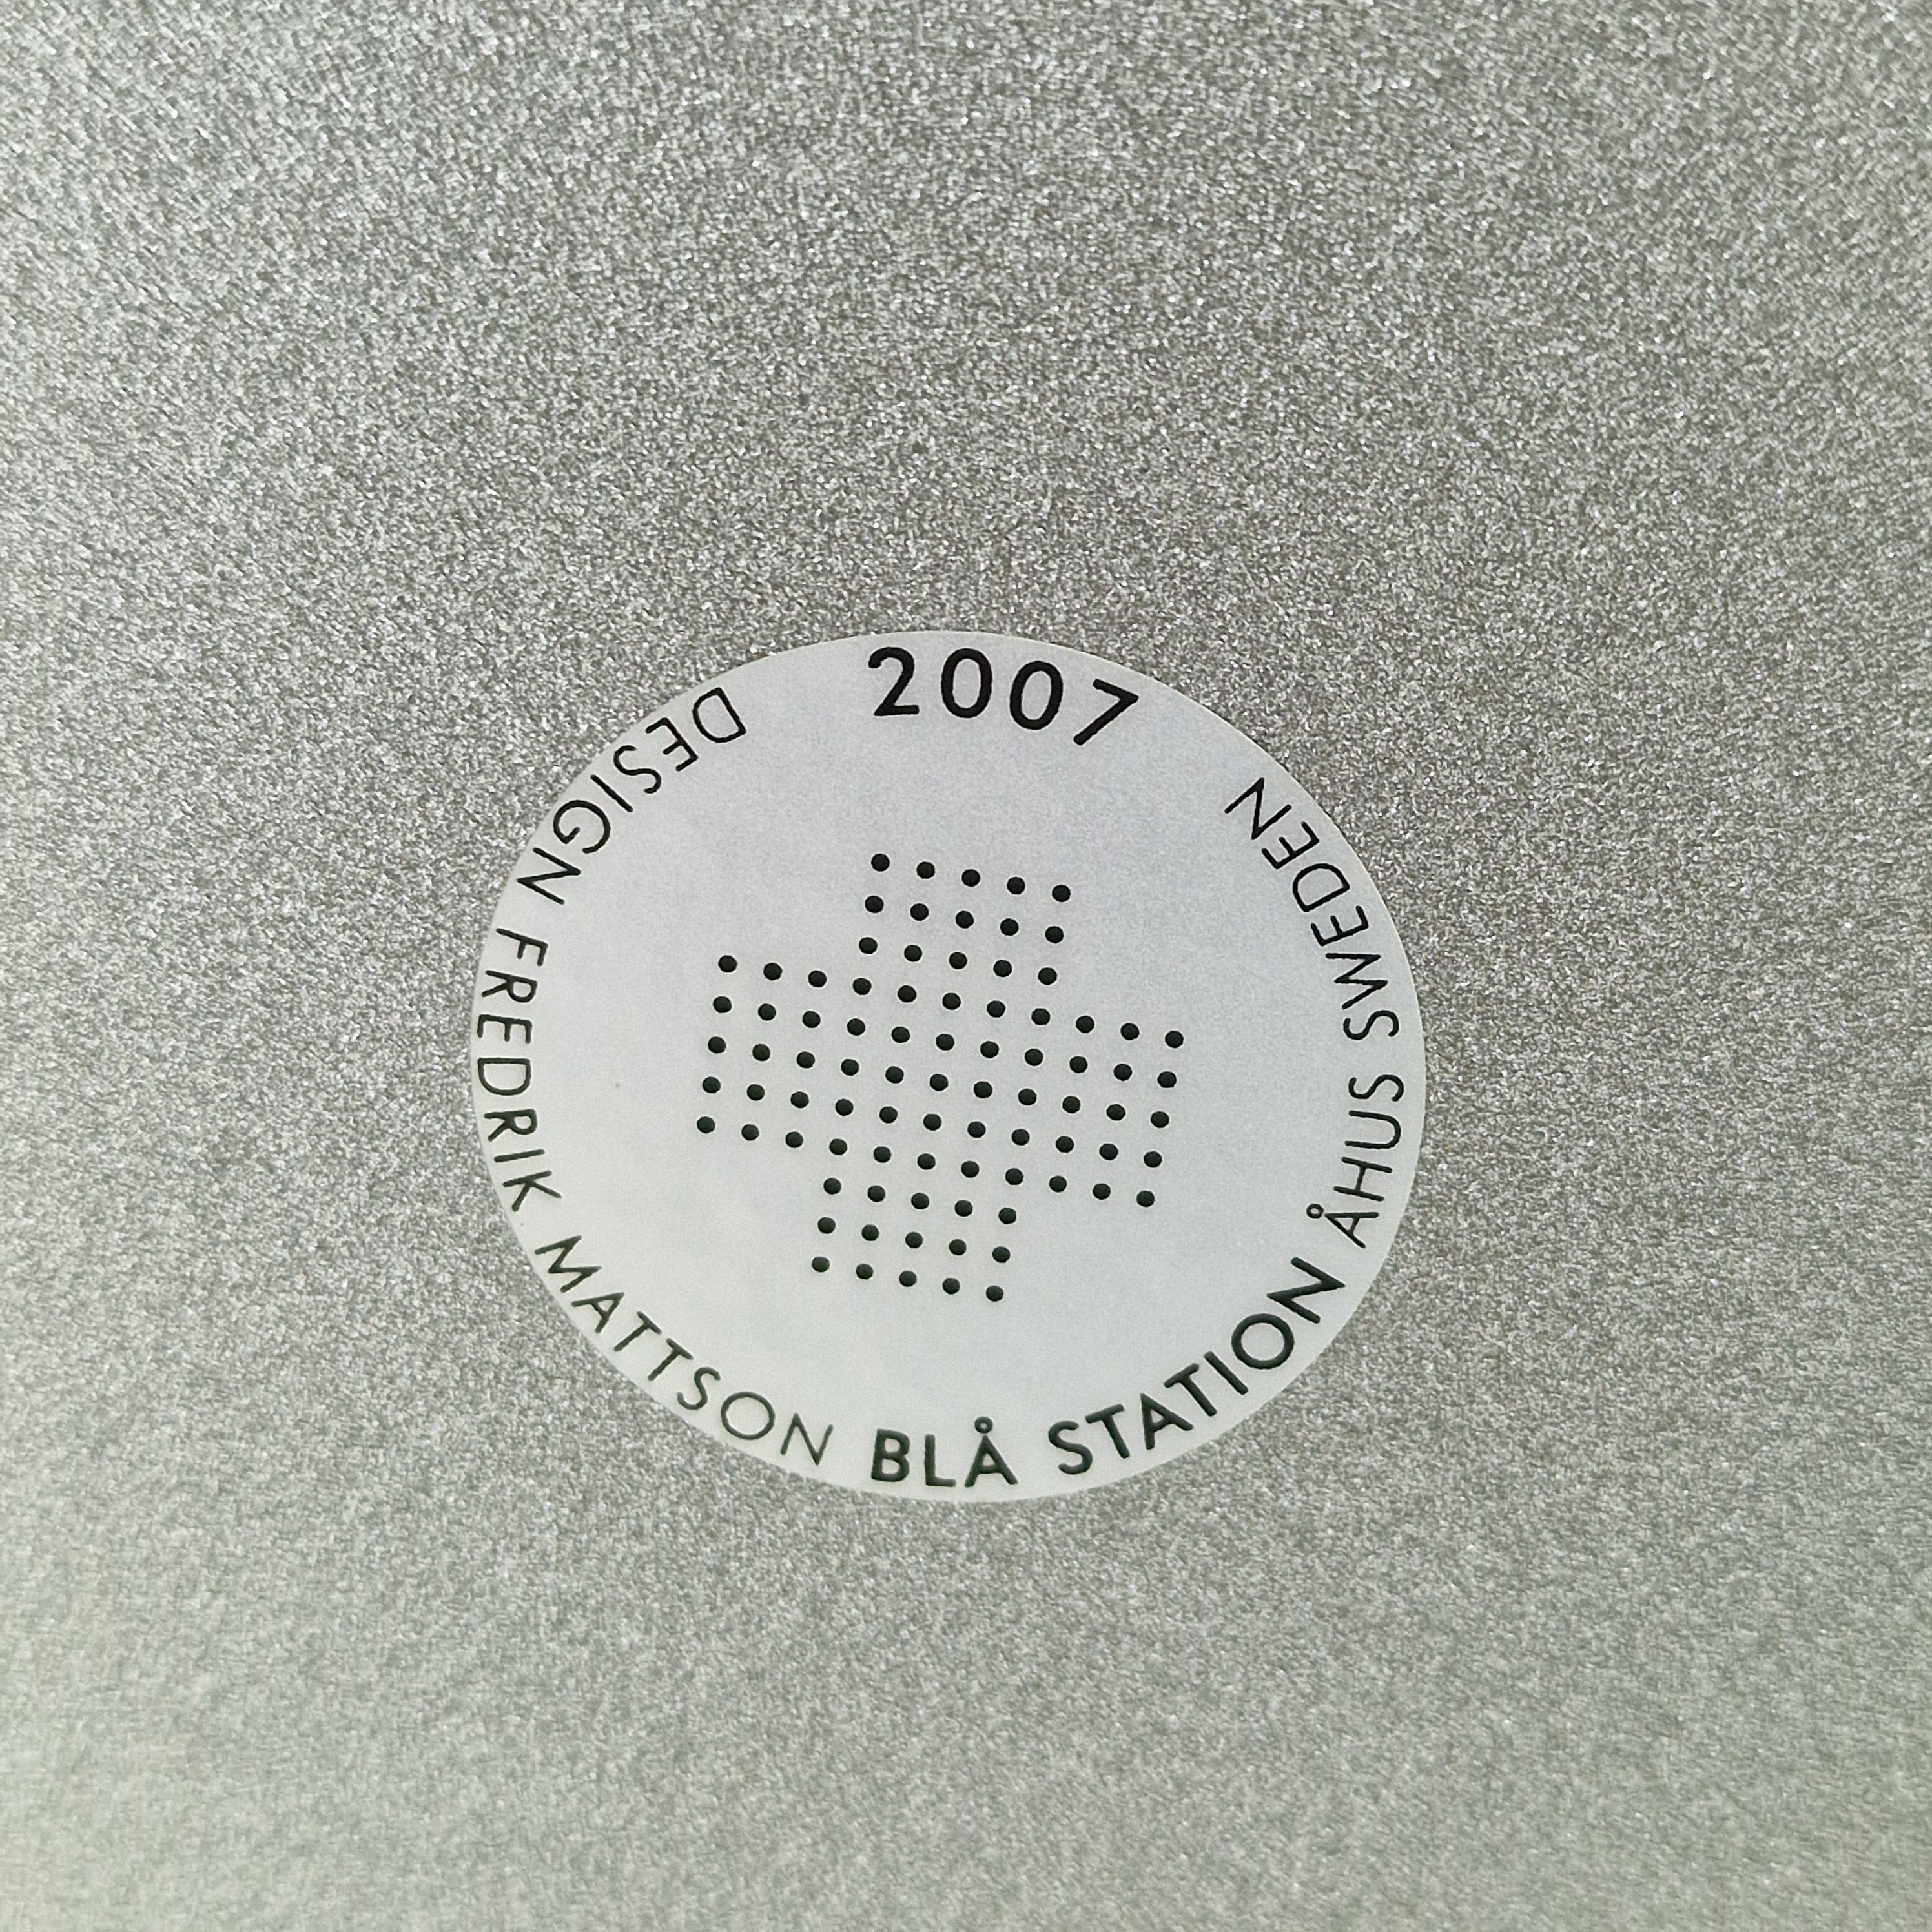 2007
DESIGN FREDRIK MATTSON BLÅ STATION ÅHUS SWEDEN